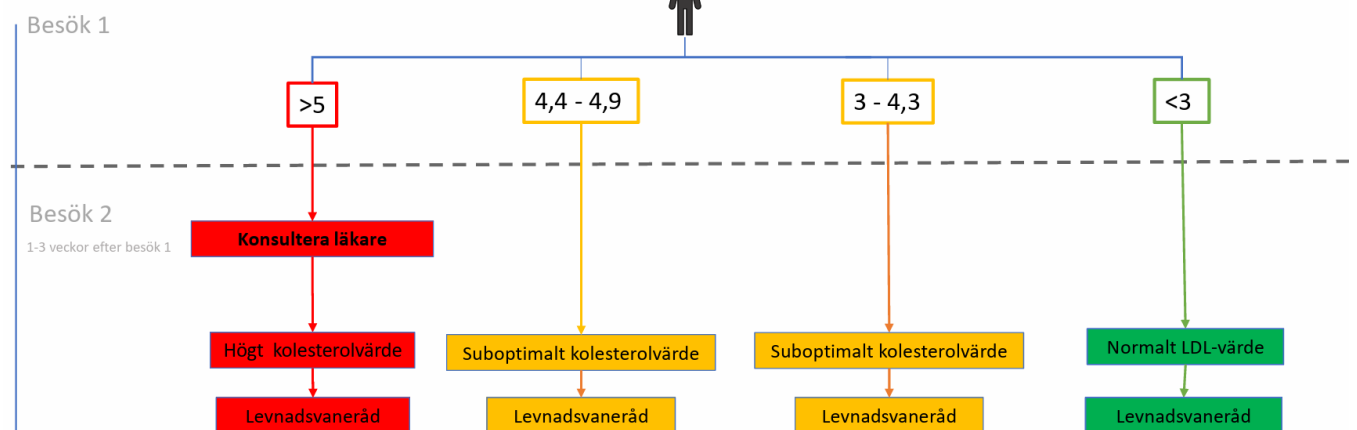 Besök 1
>5
4,4 - 4,9
3 - 4,3
<3
Besök 2
1-3 veckor efter besök 1
Konsultera läkare
Högt kolesterolvärde
Suboptimalt kolesterolvärde
Suboptimalt kolesterolvärde
Normalt LDL-värde
Levnadsvaneråd
Levnadsvaneråd
Levnadsvaneråd
Levnadsvaneråd